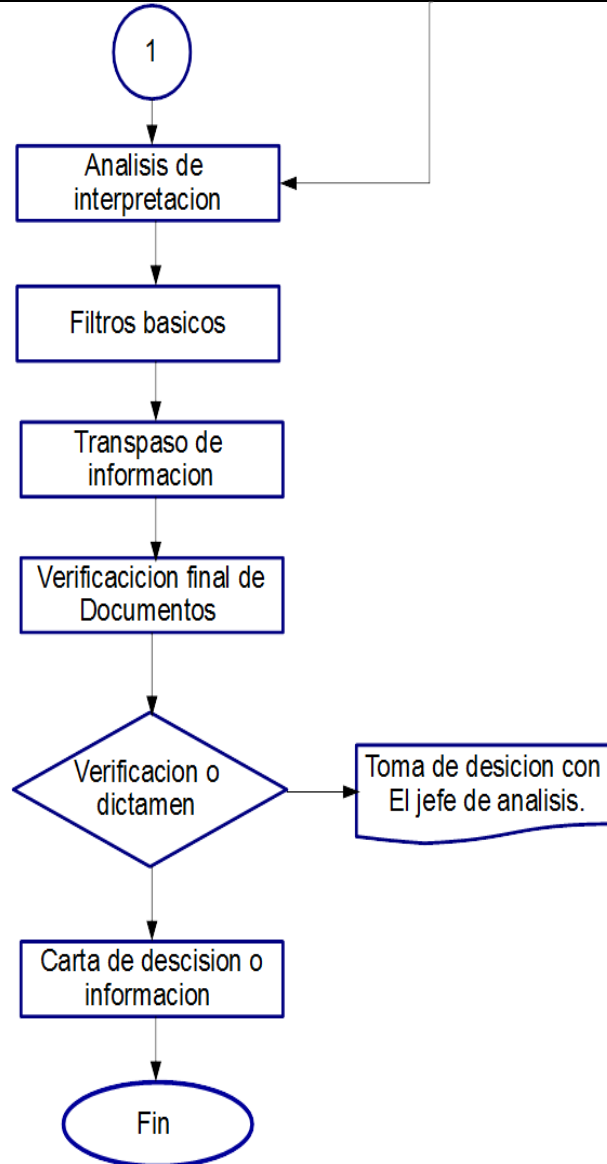 1
Analisis de
interpretacion
Filtros basicos
Transpaso de
informacion
Verificacicion final de
Documentos
Verificacion o
dictamen
Toma de desicion con
El jefe de analisis.
Carta de descision o
informacion
Fin